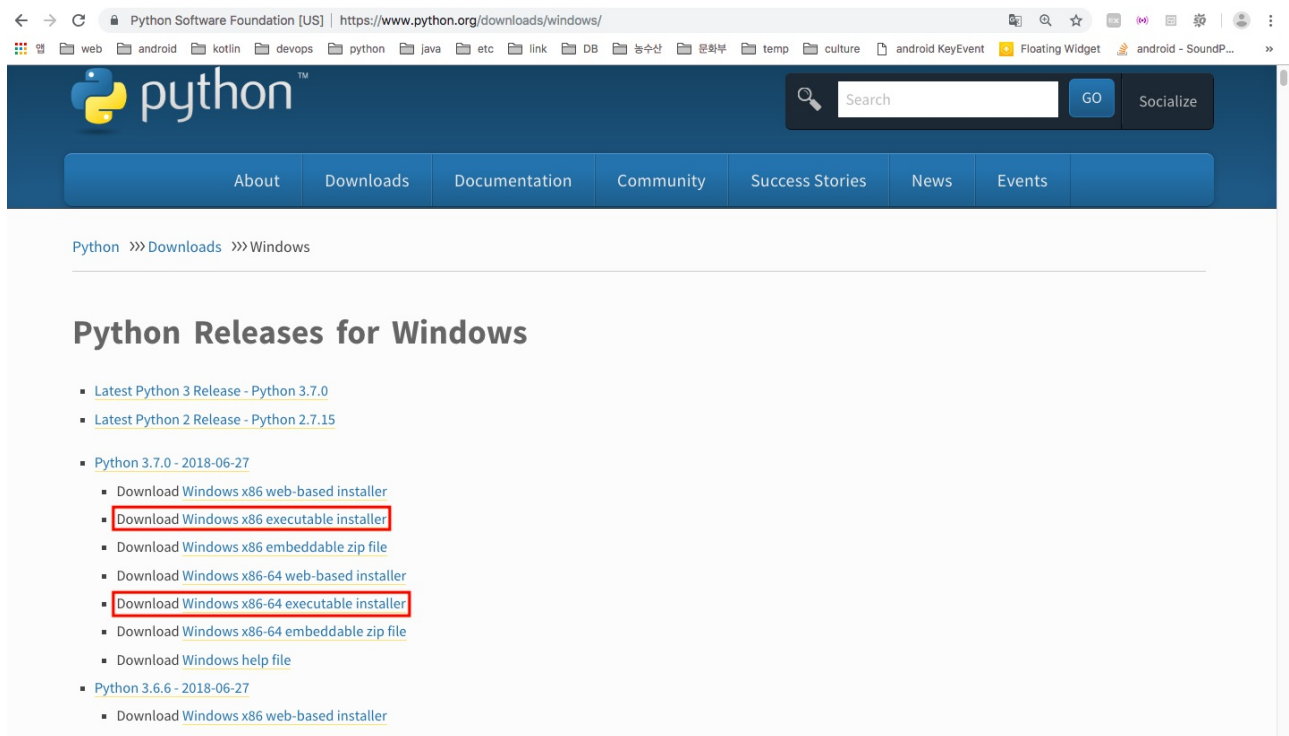 Python Software Foundation [US] | https://www.python.org/downloads/windows/
앱 web android kotlin devops python java etc link DB 농수산 문화부 temp culture android KeyEvent Floating Widget android - SoundP... »
python™
Search GO Socialize
About Downloads Documentation Community Success Stories News Events
Python >>> Downloads >>> Windows
Python Releases for Windows
Latest Python 3 Release - Python 3.7.0
Latest Python 2 Release - Python 2.7.15
Python 3.7.0 - 2018-06-27
Download Windows x86 web-based installer
Download Windows x86 executable installer
Download Windows x86 embeddable zip file
Download Windows x86-64 web-based installer
Download Windows x86-64 executable installer
Download Windows x86-64 embeddable zip file
Download Windows help file
Python 3.6.6 - 2018-06-27
Download Windows x86 web-based installer